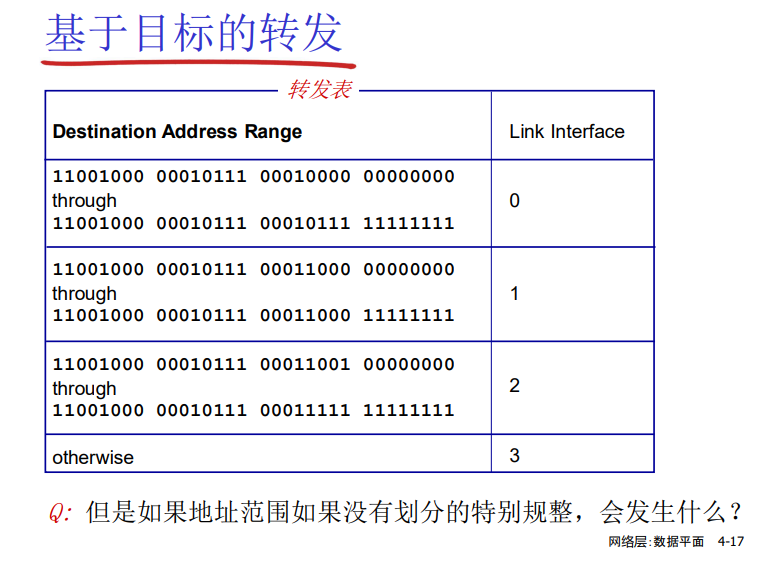 基于目标的转发
转发表
Destination Address Range
Link Interface
11001000 00010111 00010000 00000000
through
0
11001000 00010111 00010111 11111111
11001000 00010111 00011000 00000000
through
1
11001000 00010111 00011000 11111111
11001000 00010111 00011001 00000000
through
2
11001000 00010111 00011111 11111111
otherwise
3
Q: 但是如果地址范围如果没有划分的特别规整，会发生什么？
网络层:数据平面 4-17